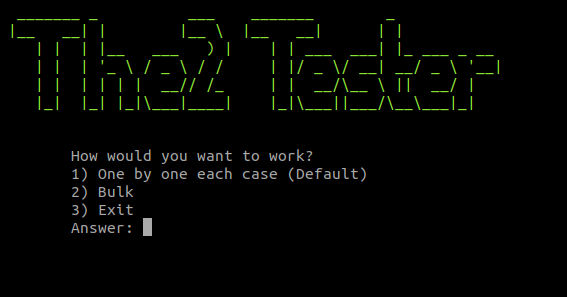 The2 Tester
How would you want to work?
1) One by one each case (Default)
2) Bulk
3) Exit
Answer: